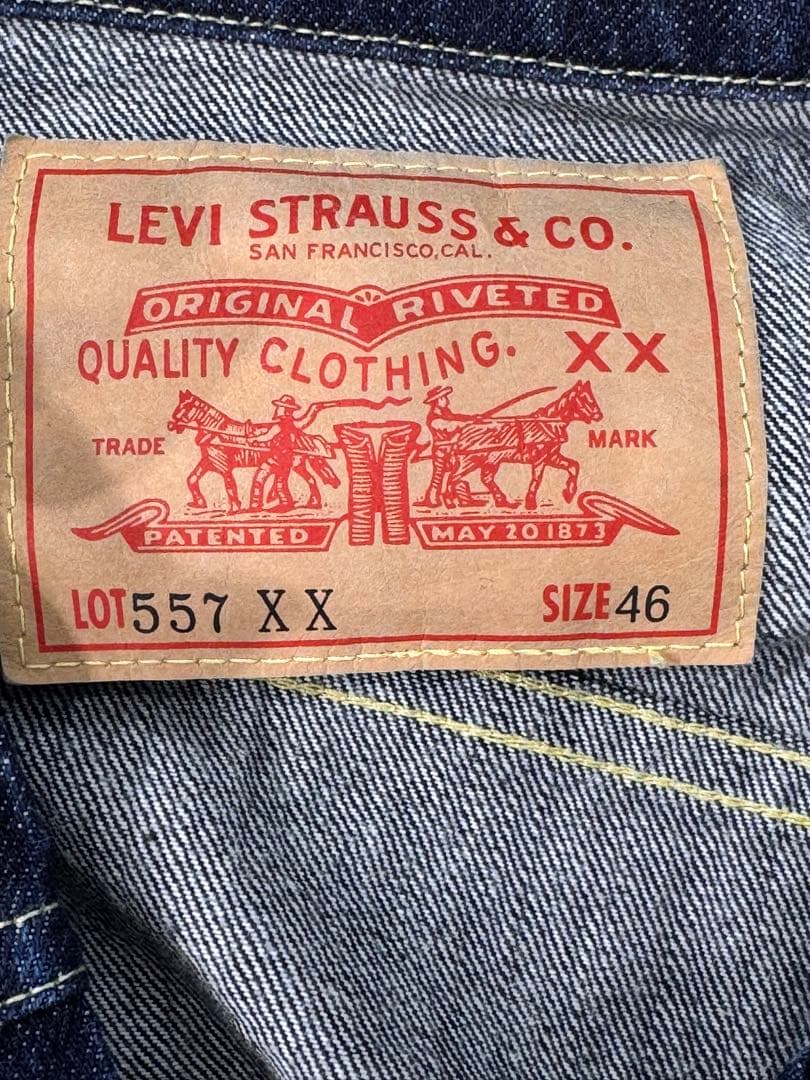 LEVI STRAUSS & CO.
SAN FRANCISCO, CAL.
ORIGINAL RIVETED
QUALITY CLOTHING. XX
TRADE MARK
PATENTED MAY 20 1873
LOT 557 XX SIZE 46